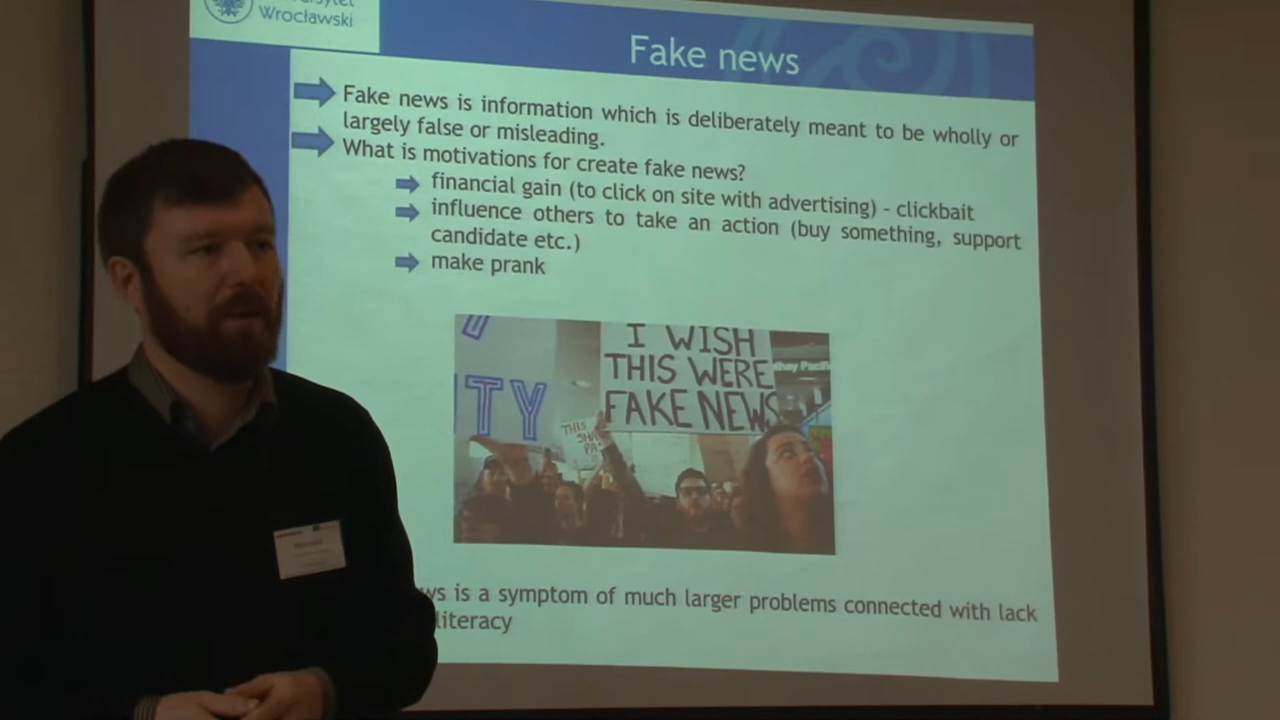 Wrocławski
Fake news
Fake news is information which is deliberately meant to be wholly or
largely false or misleading.
What is motivations for create fake news?
financial gain (to click on site with advertising) - clickbait
influence others to take an action (buy something, support
candidate etc.)
make prank
I WISH
THIS WERE
FAKE NEWS
TY
THIS
ws is a symptom of much larger problems connected with lack
literacy